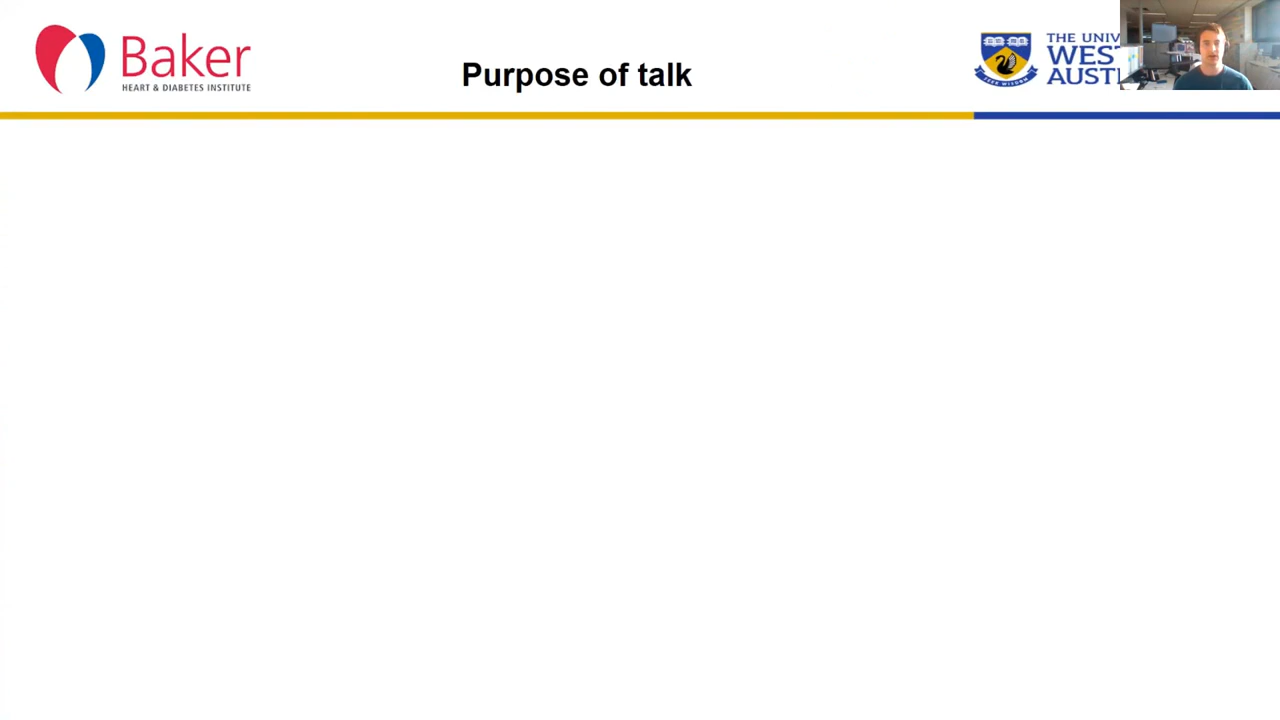 Baker
HEART & DIABETES INSTITUTE
Purpose of talk
THE UNIV
WEST
AUST